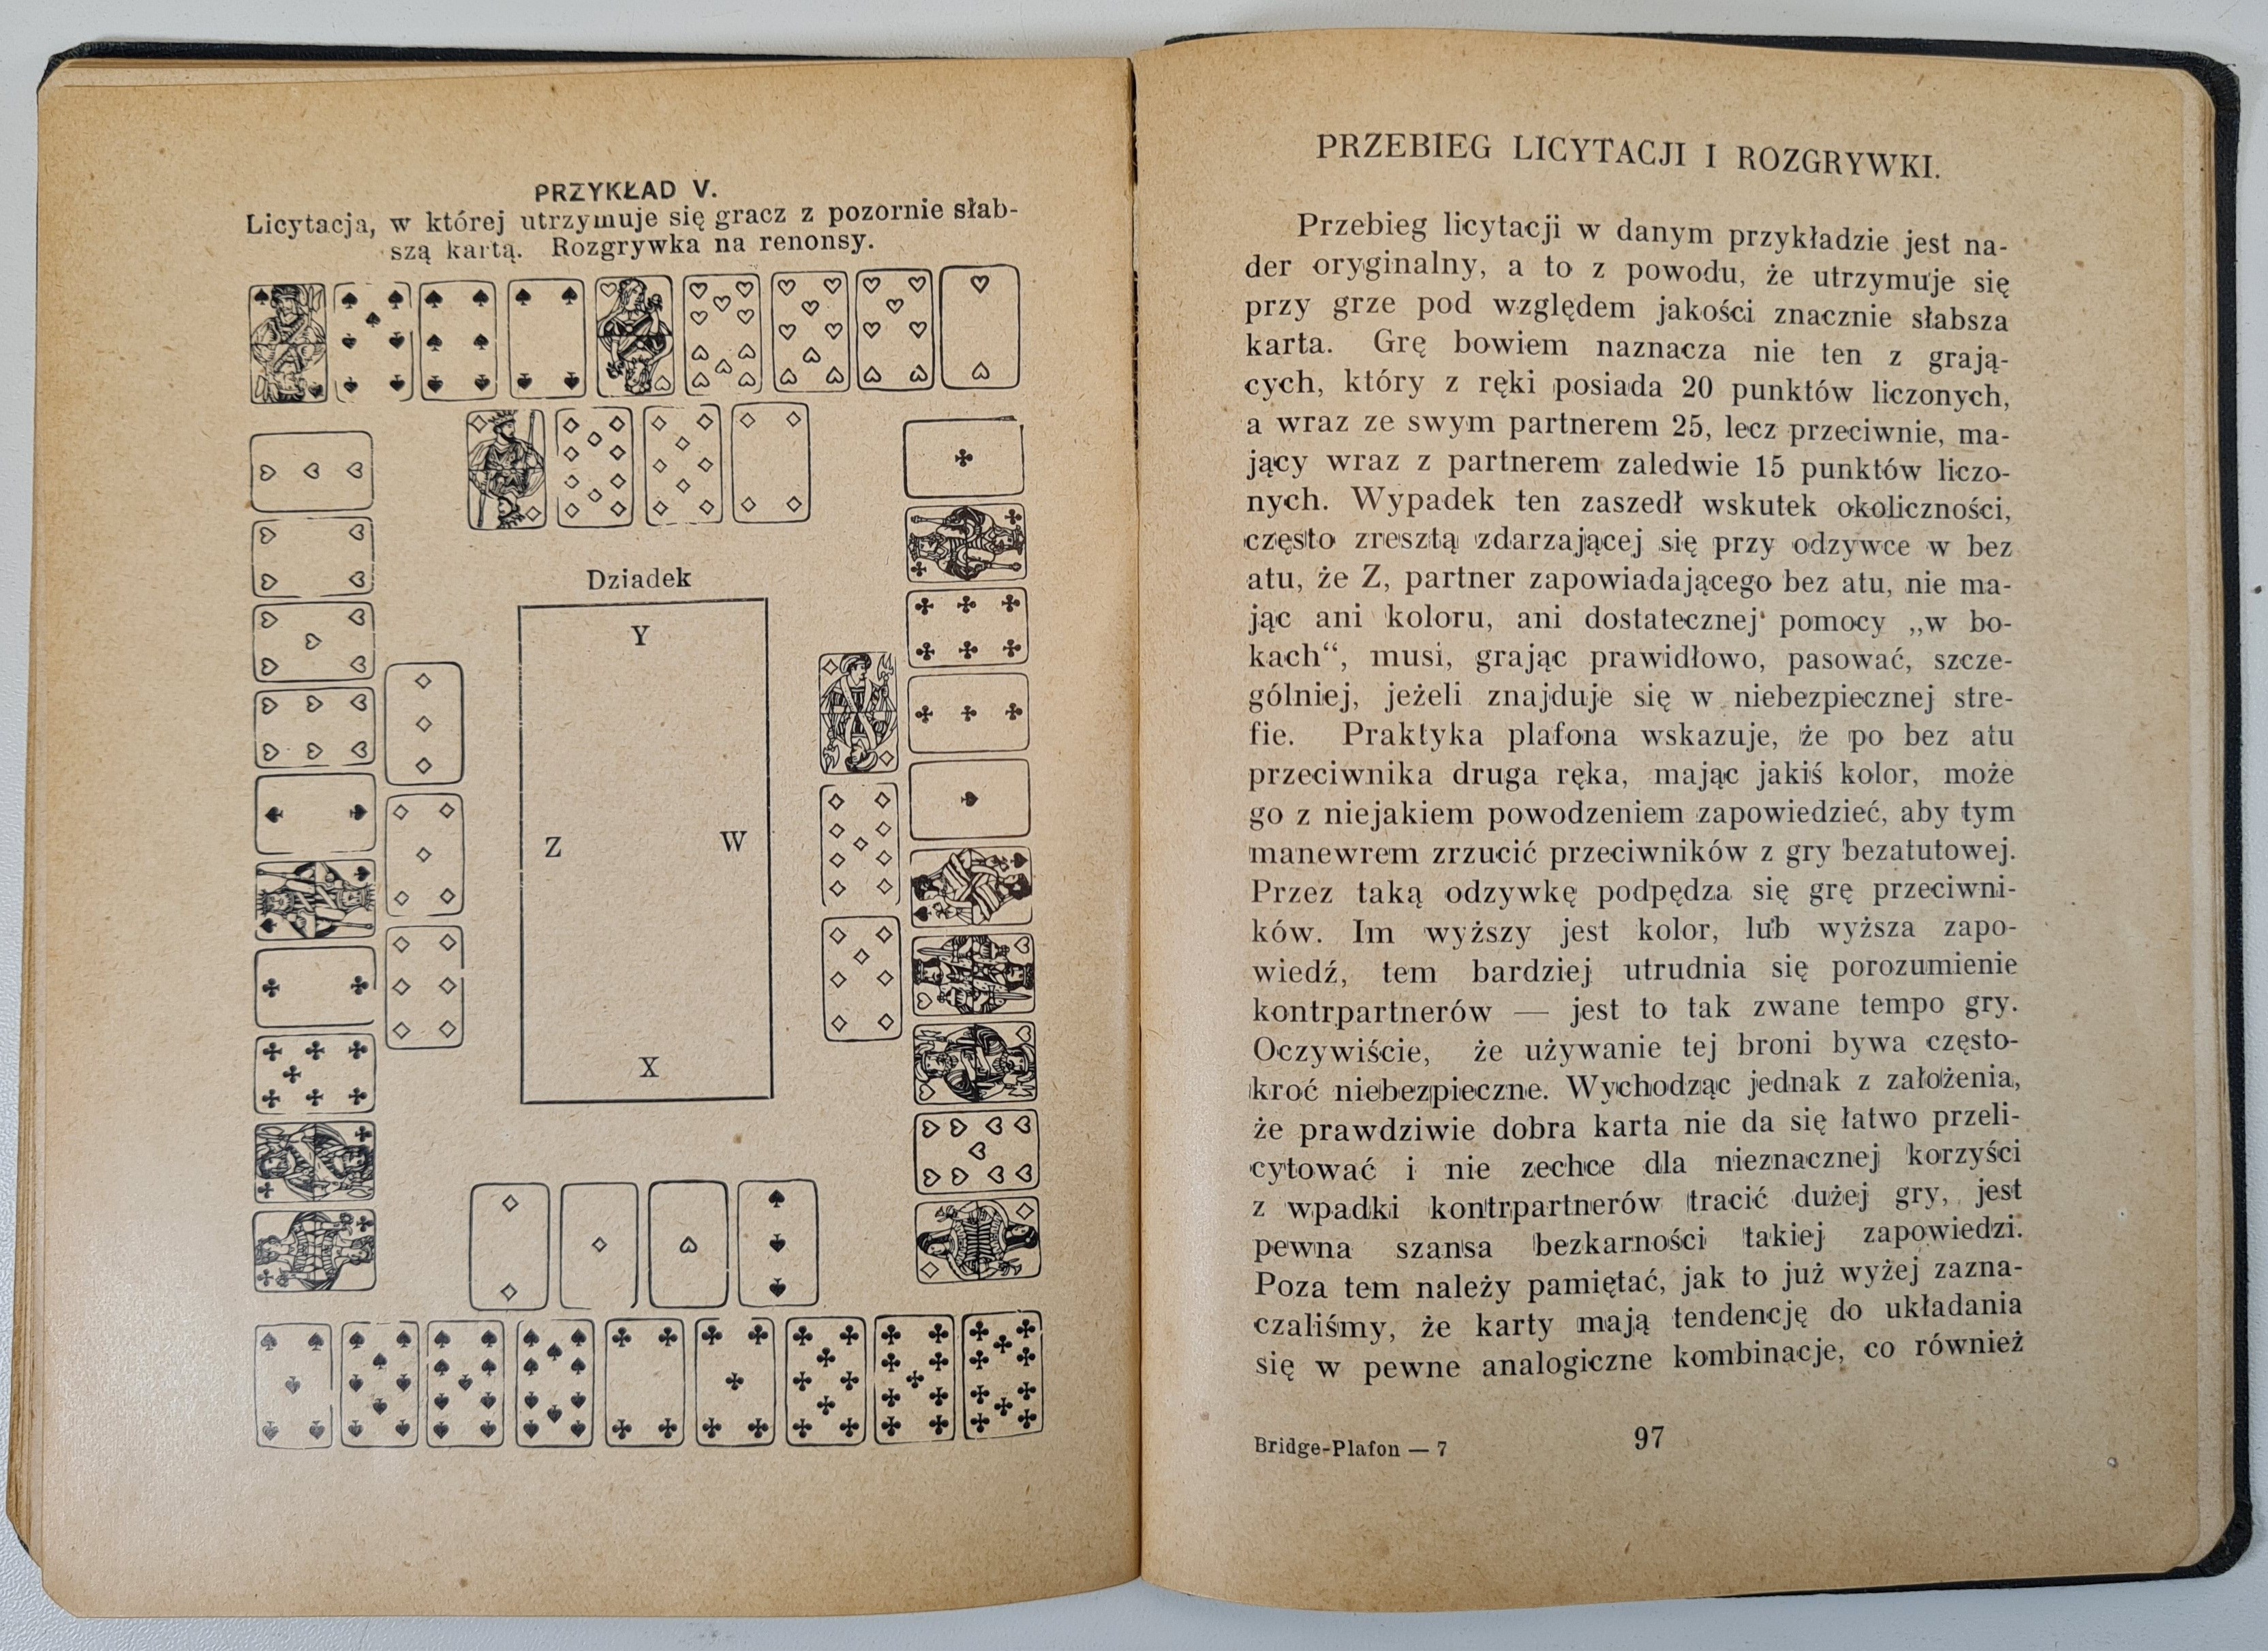 PRZYKŁAD V.
Licytacja, w której utrzymuje się gracz z pozornie słab-
szą kartą. Rozgrywka na renonsy.
Dziadek
Y
Z
W
X
PRZEBIEG LICYTACJI I ROZGRYWKI.
Przebieg licytacji w danym przykładzie jest na-
der oryginalny, a to z powodu, że utrzymuje się
przy grze pod względem jakości znacznie słabsza
karta. Grę bowiem naznacza nie ten z grają-
cych, który z ręki posiada 20 punktów liczonych,
a wraz ze swym partnerem 25, lecz przeciwnie, ma-
jący wraz z partnerem zaledwie 15 punktów liczo-
nych. Wypadek ten zaszedł wskutek okoliczności,
często zresztą zdarzającej się przy odzywce w bez
atu, że Z, partner zapowiadającego bez atu, nie ma-
jąc ani koloru, ani dostatecznej pomocy „w bo-
kach“, musi, grając prawidłowo, pasować, szcze-
gólniej, jeżeli znajduje się w niebezpiecznej stre-
fie. Praktyka plafona wskazuje, że po bez atu
przeciwnika druga ręka, mając jakiś kolor, może
go z niejakiem powodzeniem zapowiedzieć, aby tym
manewrem zrzucić przeciwników z gry bezatutowej.
Przez taką odzywkę podpędza się grę przeciwni-
ków. Im wyższy jest kolor, lub wyższa zapo-
wiedź, tem bardziej utrudnia się porozumienie
kontrpartnerów — jest to tak zwane tempo gry.
Oczywiście, że używanie tej broni bywa często-
kroć niebezpieczne. Wychodząc jednak z założenia,
że prawdziwie dobra karta nie da się łatwo przeli-
cytować i nie zechce dla nieznacznej korzyści
z wpadki kontrpartnerów tracić dużej gry, jest
pewna szansa bezkarności takiej zapowiedzi.
Poza tem należy pamiętać, jak to już wyżej zazna-
czaliśmy, że karty mają tendencję do układania
się w pewne analogiczne kombinacje, co również
Bridge-Plafon — 7
97